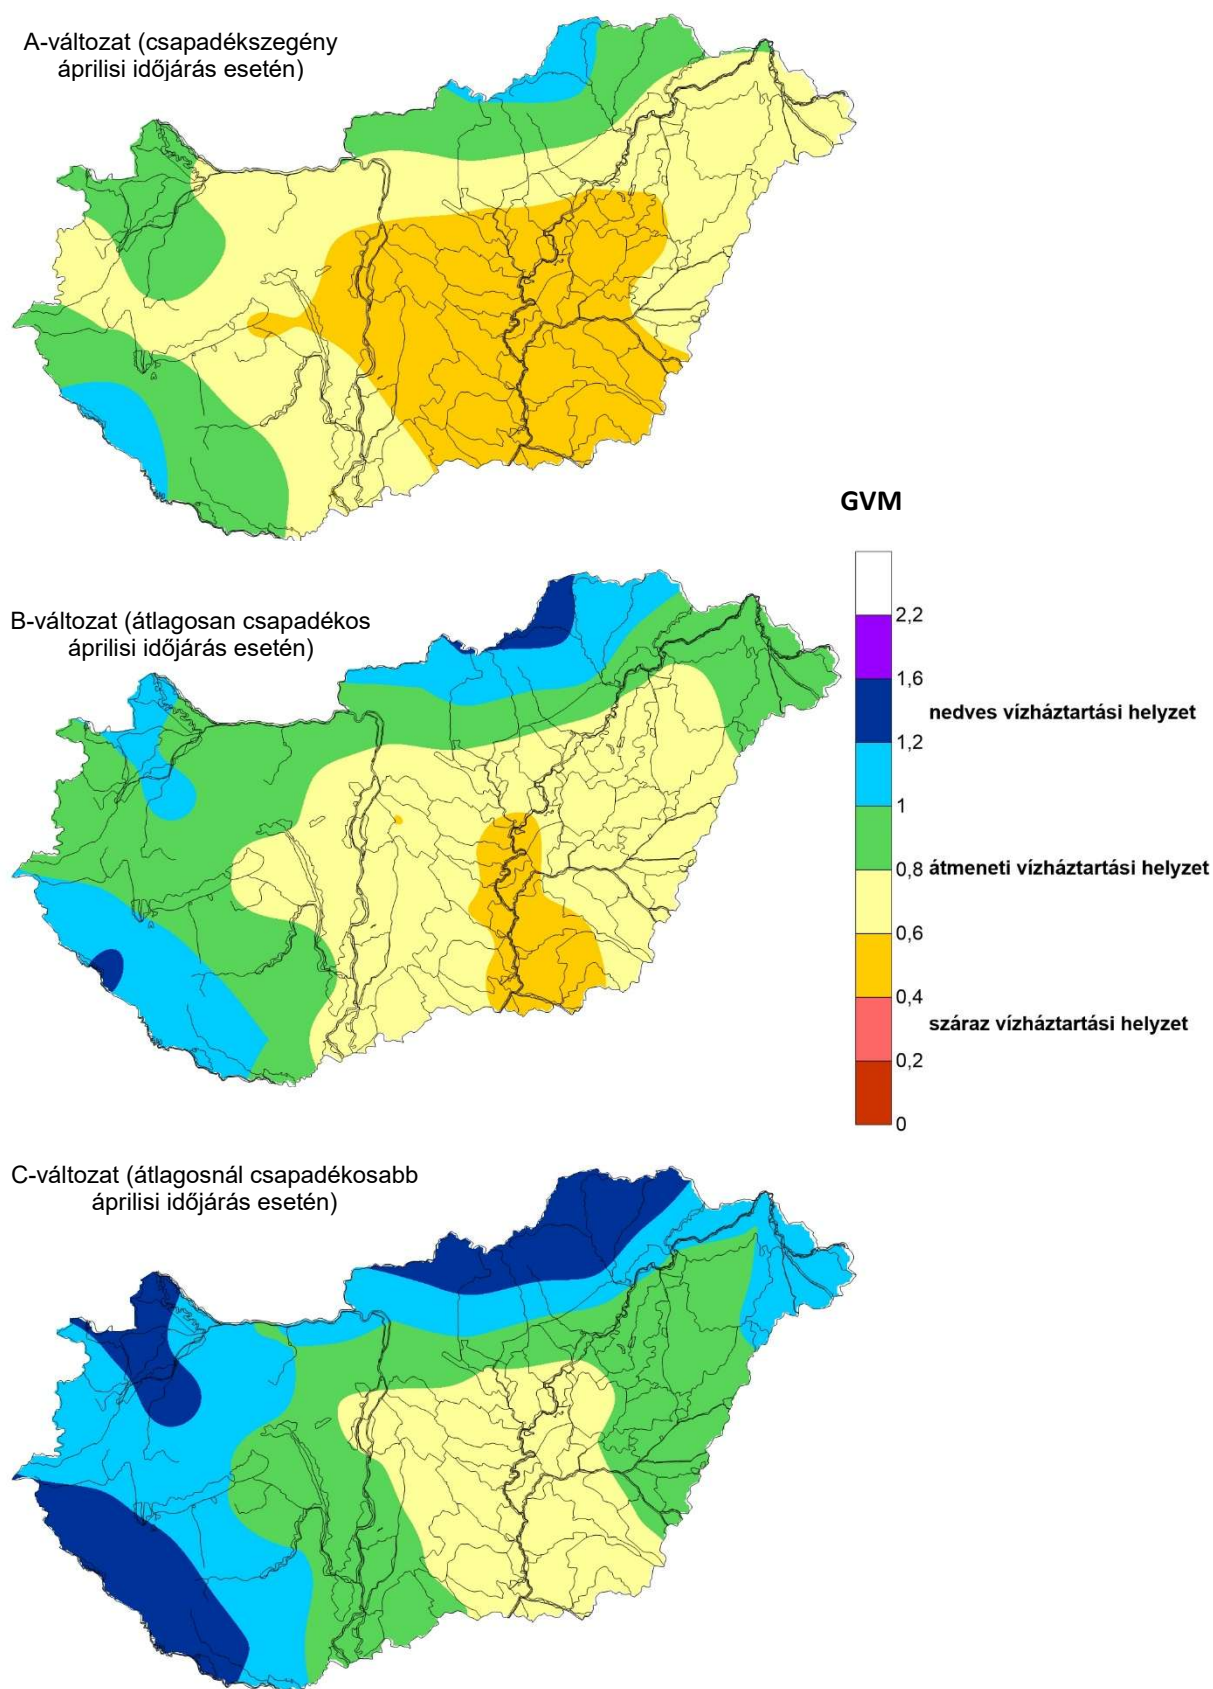 A-változat (csapadékszegény
áprilisi időjárás esetén)
GVM
B-változat (átlagosan csapadékos
áprilisi időjárás esetén)
2,2
1,6
nedves vízháztartási helyzet
1,2
1
0,8
átmeneti vízháztartási helyzet
0,6
0,4
száraz vízháztartási helyzet
0,2
0
C-változat (átlagosnál csapadékosabb
áprilisi időjárás esetén)